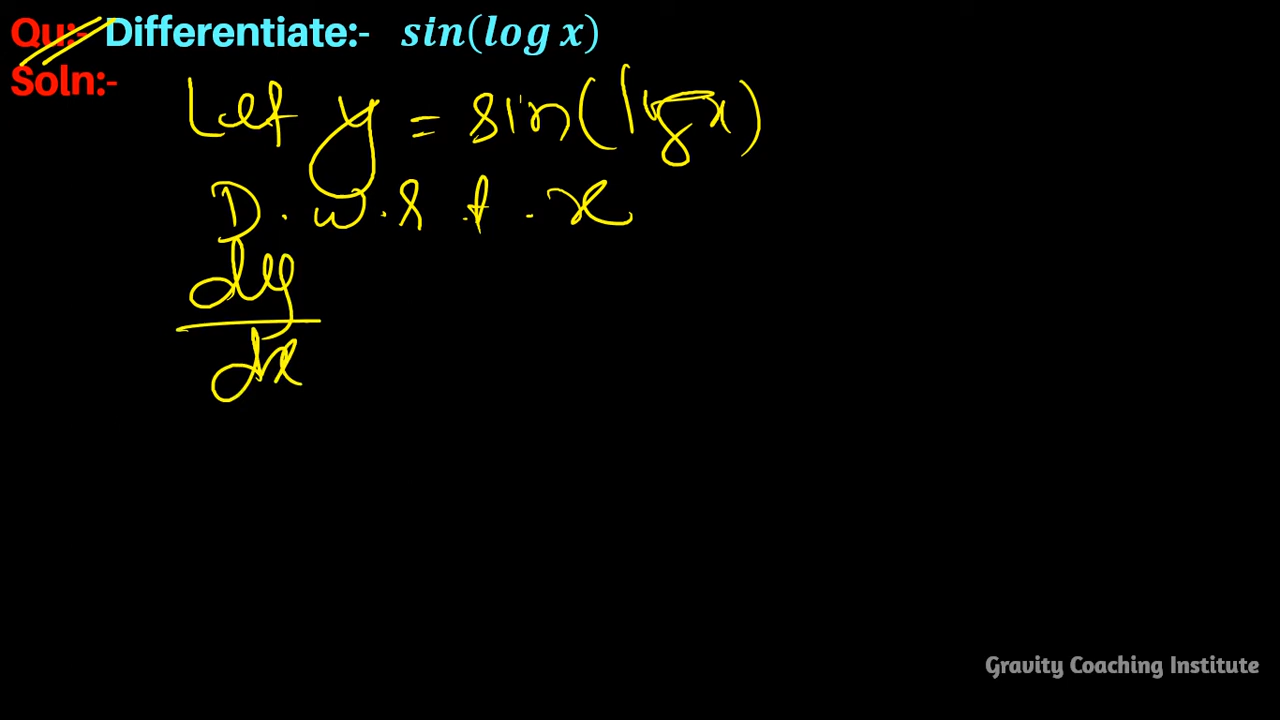 Qu:- Differentiate:- sin(log x)
Soln:-
Let y = sin(log x)
D.w.r.t.x
dy
dx
Gravity Coaching Institute